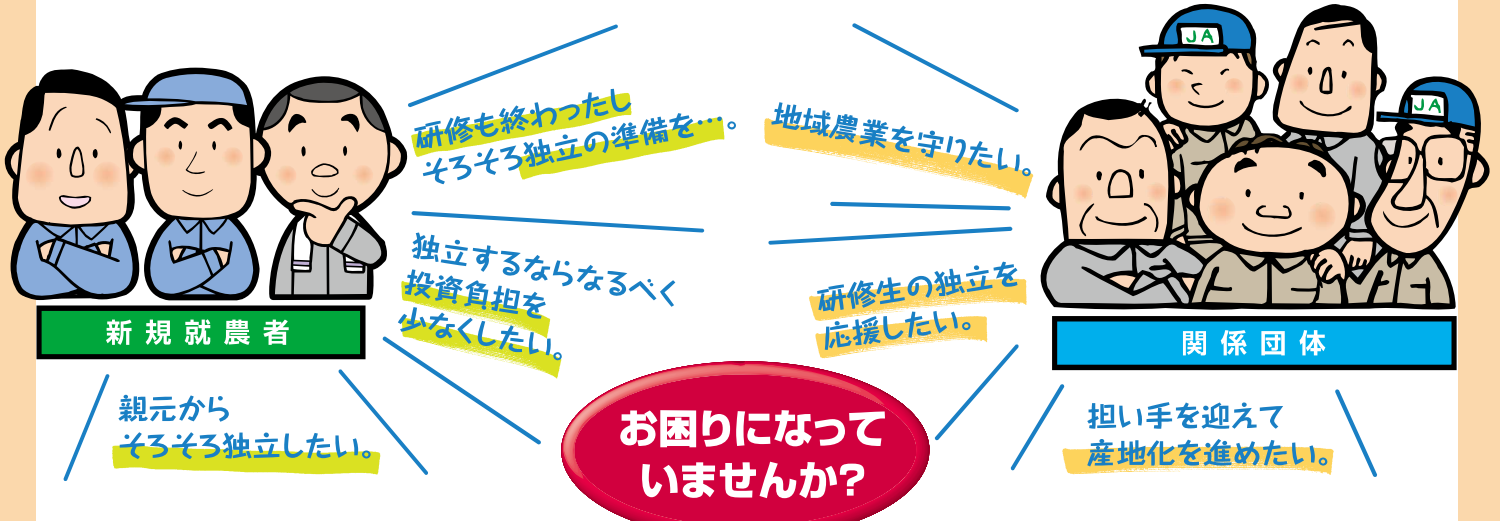 JA
JA
研修も終わったし
そろそろ独立の準備を…。
地域農業を守りたい。
独立するならなるべく
投資負担を
少なくしたい。
研修生の独立を
応援したい。
新規就農者
関係団体
親元から
そろそろ独立したい。
お困りになって
いませんか?
担い手を迎えて
産地化を進めたい。